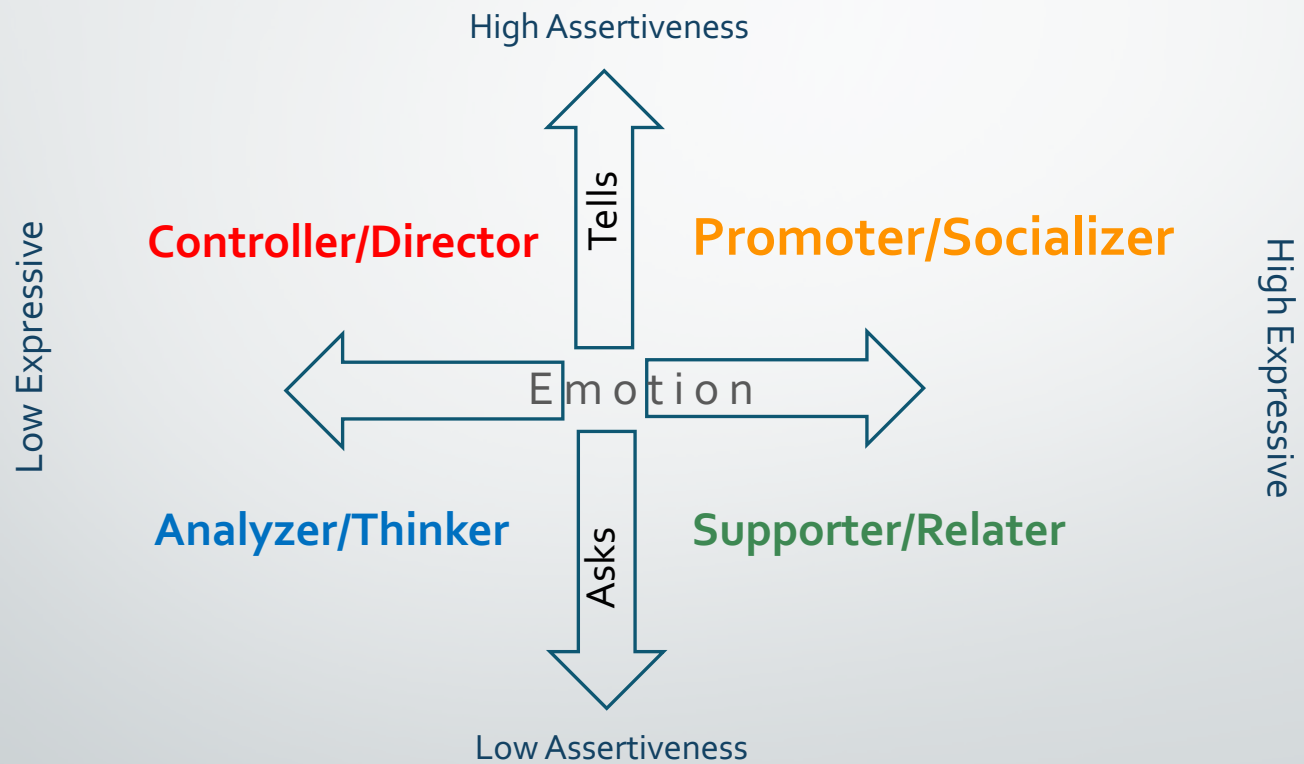 High Assertiveness
Tells
Controller/Director
Promoter/Socializer
Low Expressive
High Expressive
Emotion
Analyzer/Thinker
Supporter/Relater
Asks
Low Assertiveness